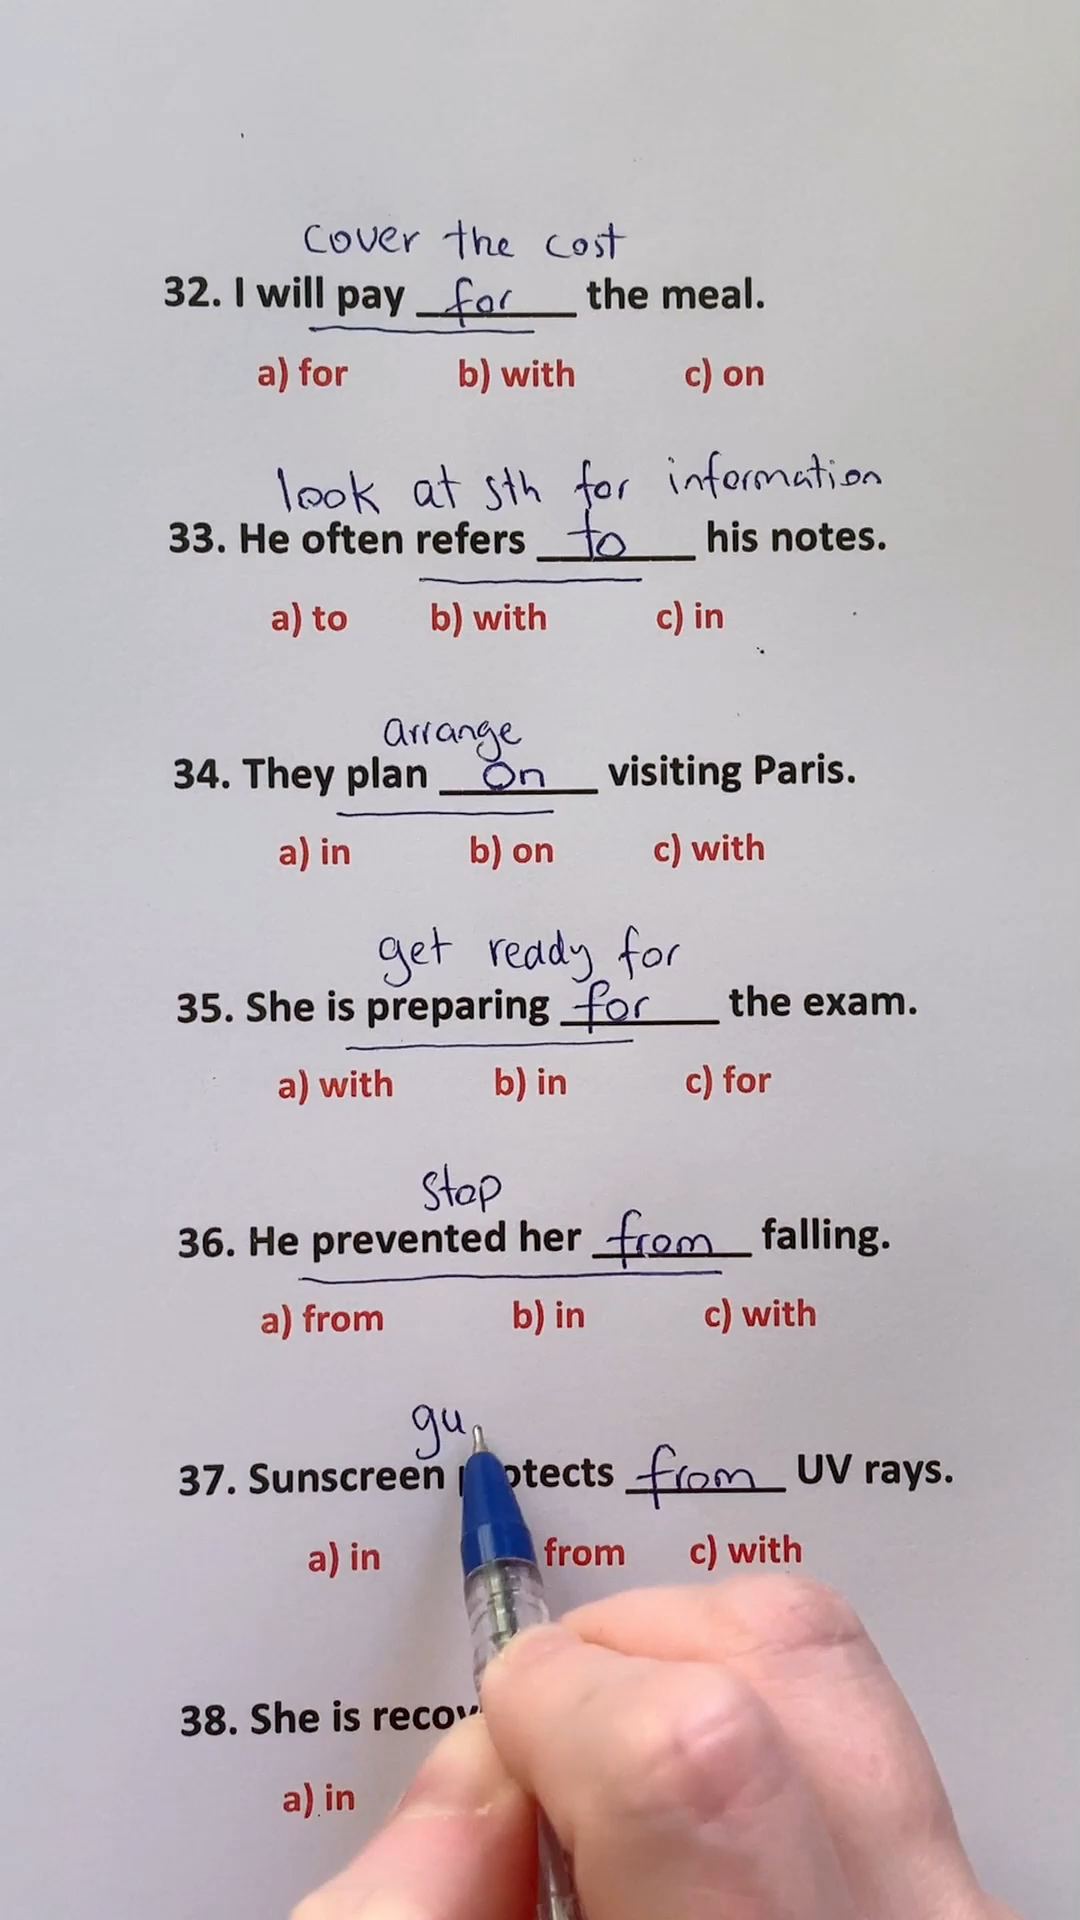 cover the cost
32. I will pay for the meal.
a) for b) with c) on
look at sth for information
33. He often refers to his notes.
a) to b) with c) in
arrange
34. They plan on visiting Paris.
a) in b) on c) with
get ready for
35. She is preparing for the exam.
a) with b) in c) for
stop
36. He prevented her from falling.
a) from b) in c) with
gu
37. Sunscreen protects from UV rays.
a) in from c) with
38. She is
a) in